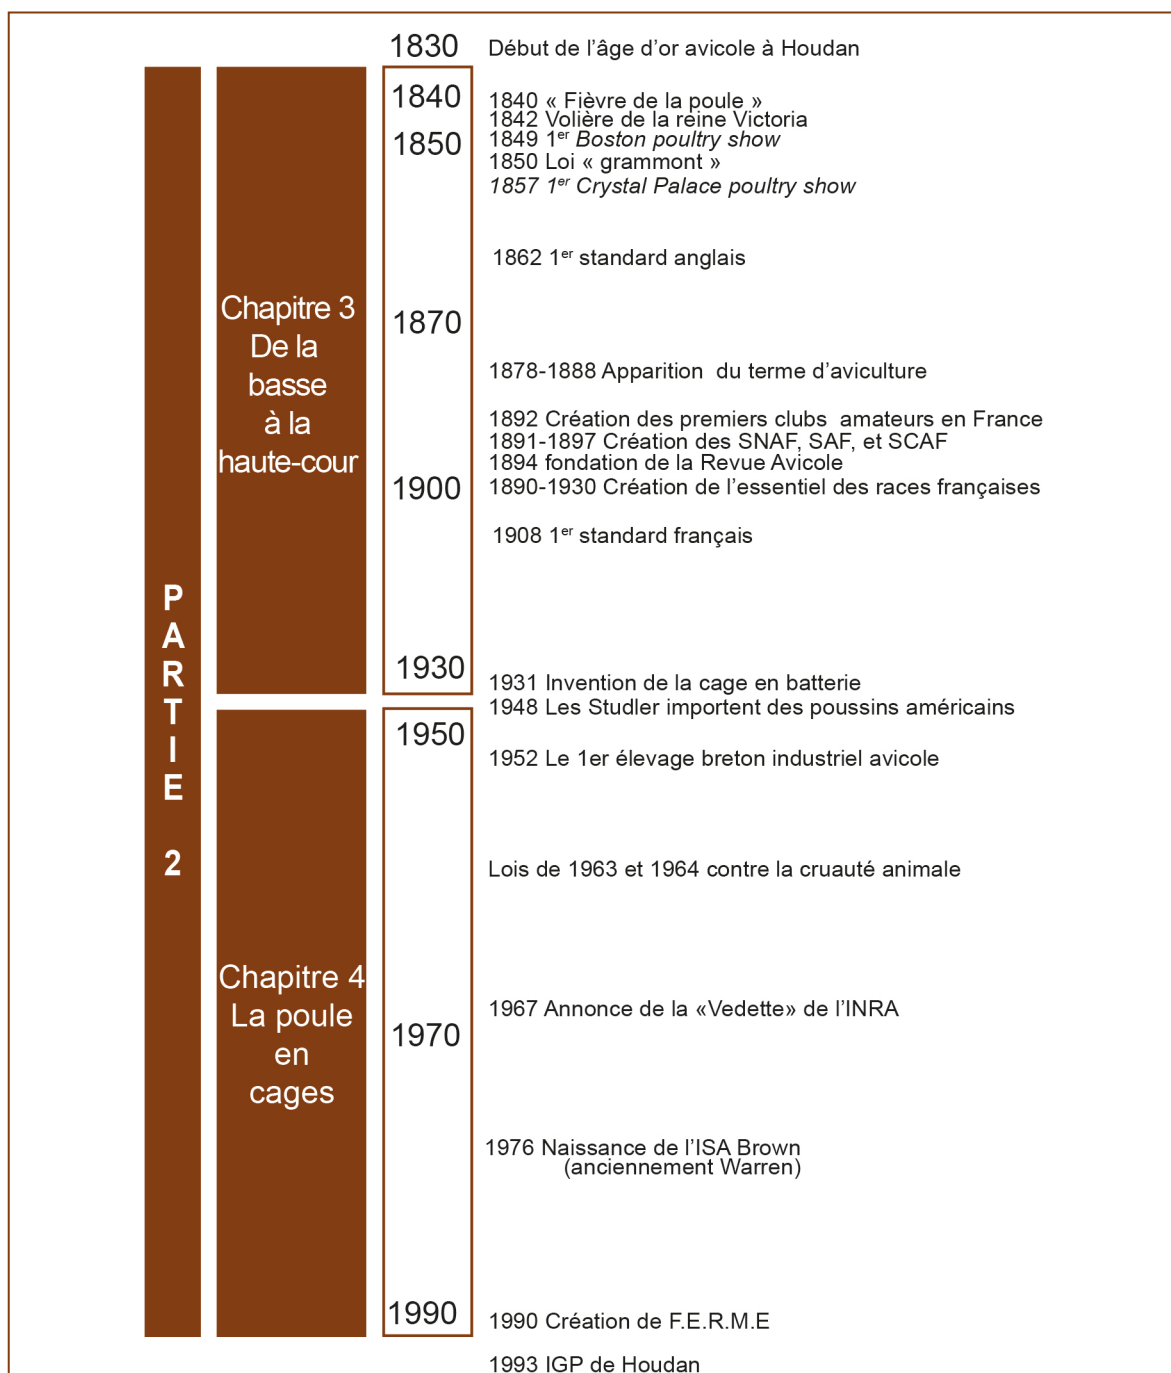 1830 Début de l'âge d'or avicole à Houdan
1840
1840 « Fièvre de la poule »
1842 Volière de la reine Victoria
1850
1849 1er Boston poultry show
1850 Loi « grammont »
1857 1er Crystal Palace poultry show
1862 1er standard anglais
Chapitre 3
De la
basse
à la
haute-cour
1870
1878-1888 Apparition du terme d'aviculture
1892 Création des premiers clubs amateurs en France
1891-1897 Création des SNAF, SAF, et SCAF
1894 fondation de la Revue Avicole
1900
1890-1930 Création de l'essentiel des races françaises
1908 1er standard français
PARTIE 2
1930
1931 Invention de la cage en batterie
1948 Les Studler importent des poussins américains
1950
1952 Le 1er élevage breton industriel avicole
Lois de 1963 et 1964 contre la cruauté animale
Chapitre 4
La poule
en
cages
1967 Annonce de la «Vedette» de l'INRA
1970
1976 Naissance de l'ISA Brown
(anciennement Warren)
1990
1990 Création de F.E.R.M.E
1993 IGP de Houdan